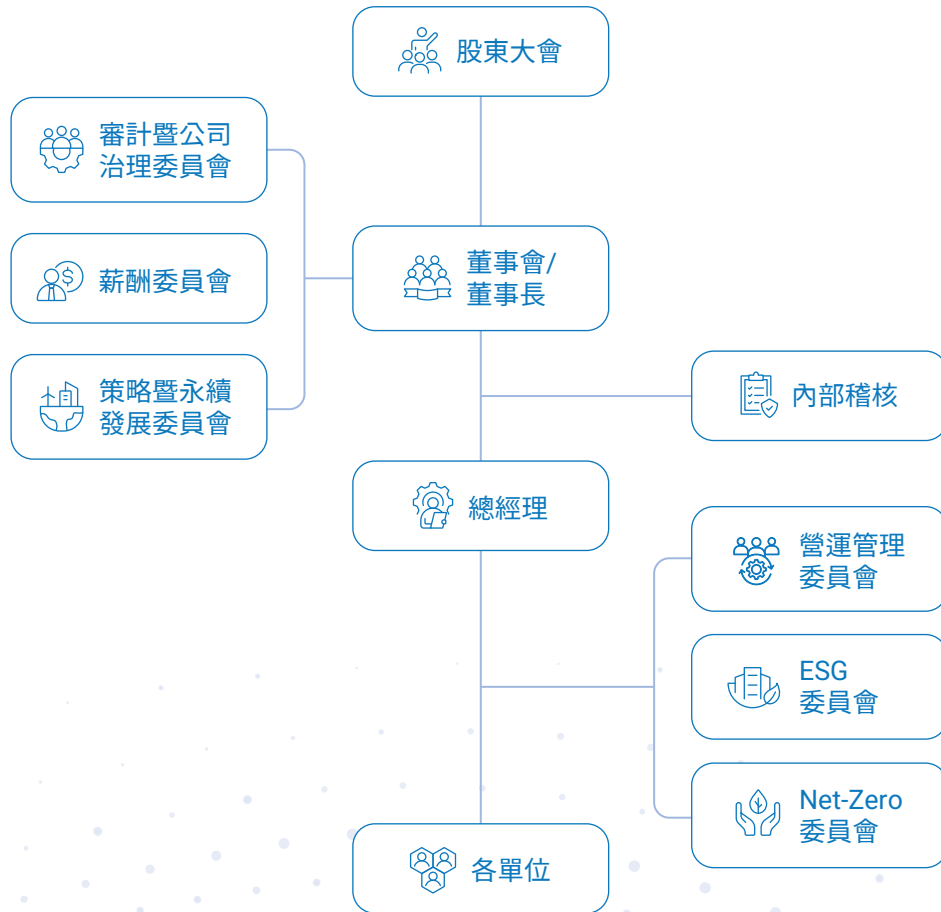 股東大會
審計暨公司
治理委員會
薪酬委員會
策略暨永續
發展委員會
董事會/
董事長
內部稽核
總經理
營運管理
委員會
ESG
委員會
Net-Zero
委員會
各單位